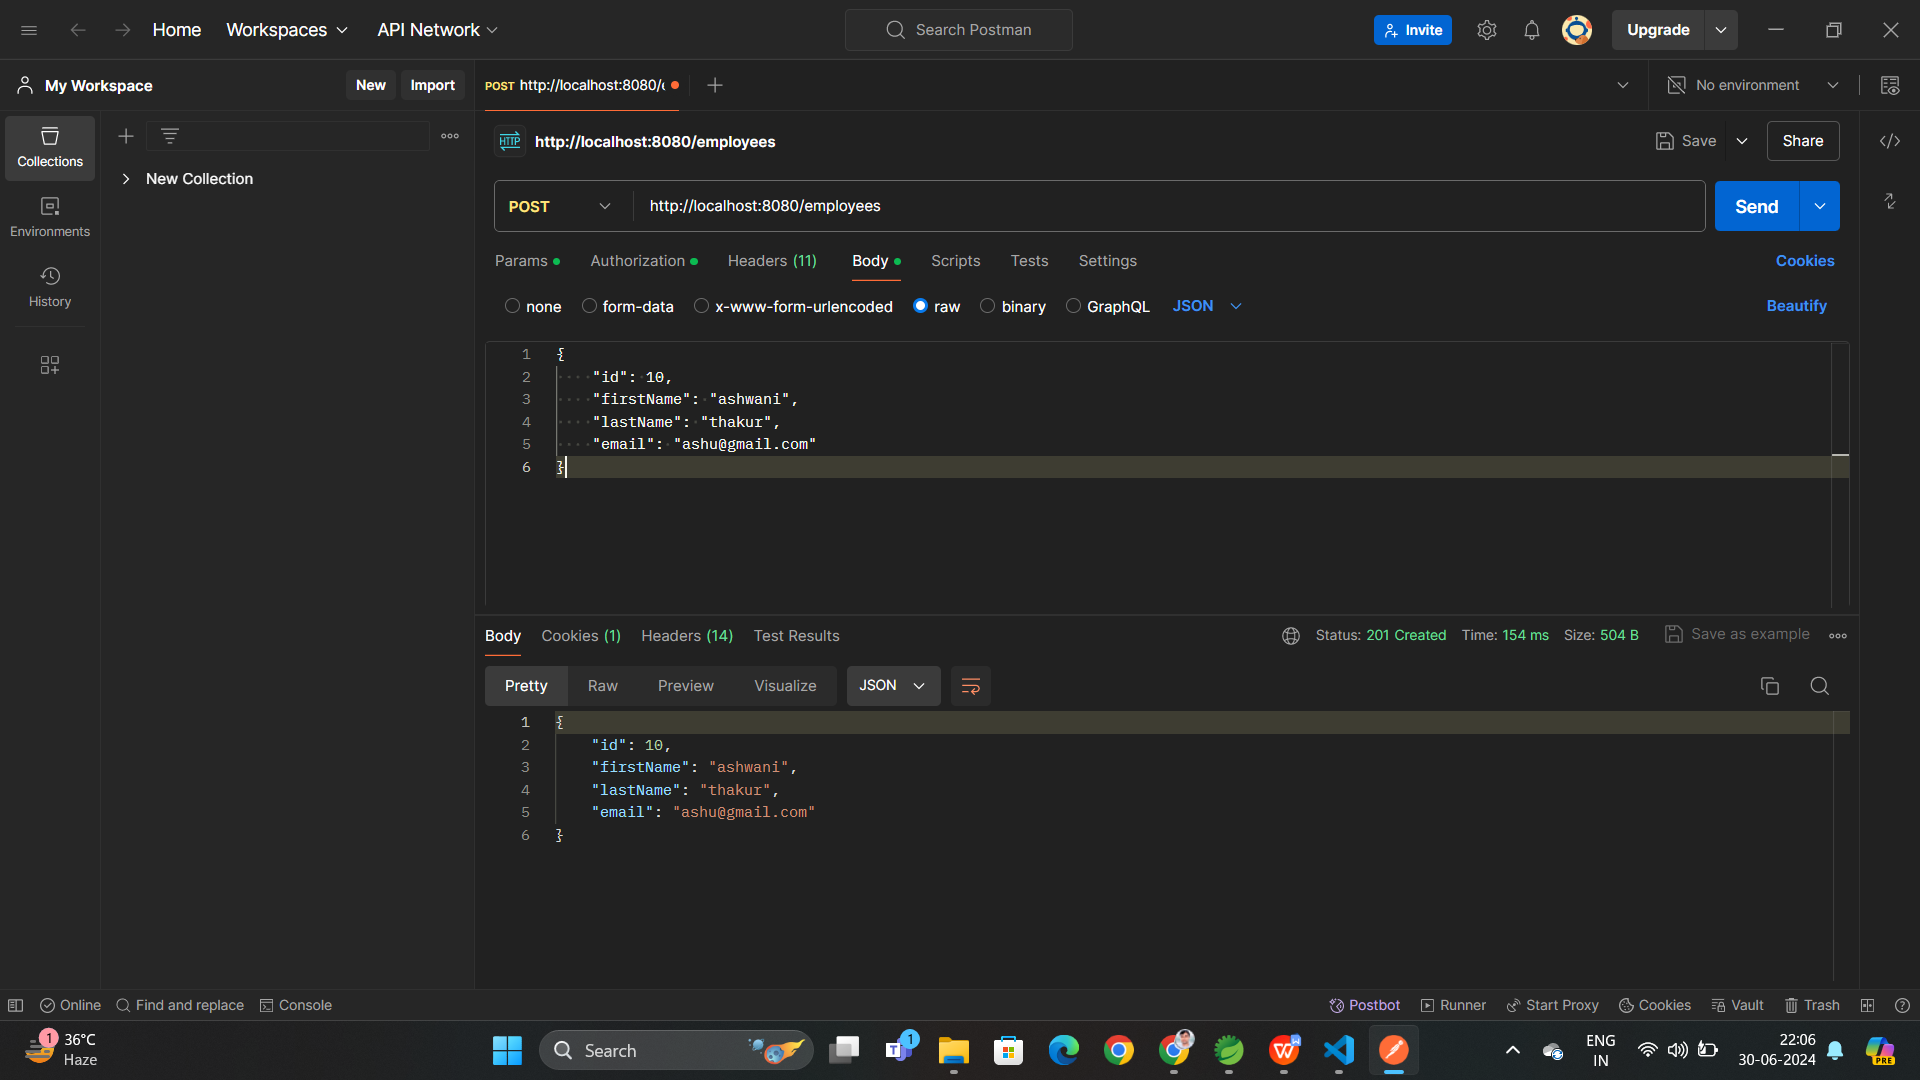 Home Workspaces API Network Search Postman Invite Upgrade
My Workspace New Import POST http://localhost:8080/ No environment
Collections
Environments
History
New Collection
HTTP http://localhost:8080/employees Save Share
POST http://localhost:8080/employees Send
Params Authorization Headers (11) Body Scripts Tests Settings Cookies
none form-data x-www-form-urlencoded raw binary GraphQL JSON Beautify
1 {
2 "id": 10,
3 "firstName": "ashwani",
4 "lastName": "thakur",
5 "email": "ashu@gmail.com"
6 }
Body Cookies (1) Headers (14) Test Results Status: 201 Created Time: 154 ms Size: 504 B Save as example
Pretty Raw Preview Visualize JSON
1 {
2 "id": 10,
3 "firstName": "ashwani",
4 "lastName": "thakur",
5 "email": "ashu@gmail.com"
6 }
Online Find and replace Console Postbot Runner Start Proxy Cookies Vault Trash
1 36°C
Haze
Search
1
ENG
IN
22:06
30-06-2024
PRE